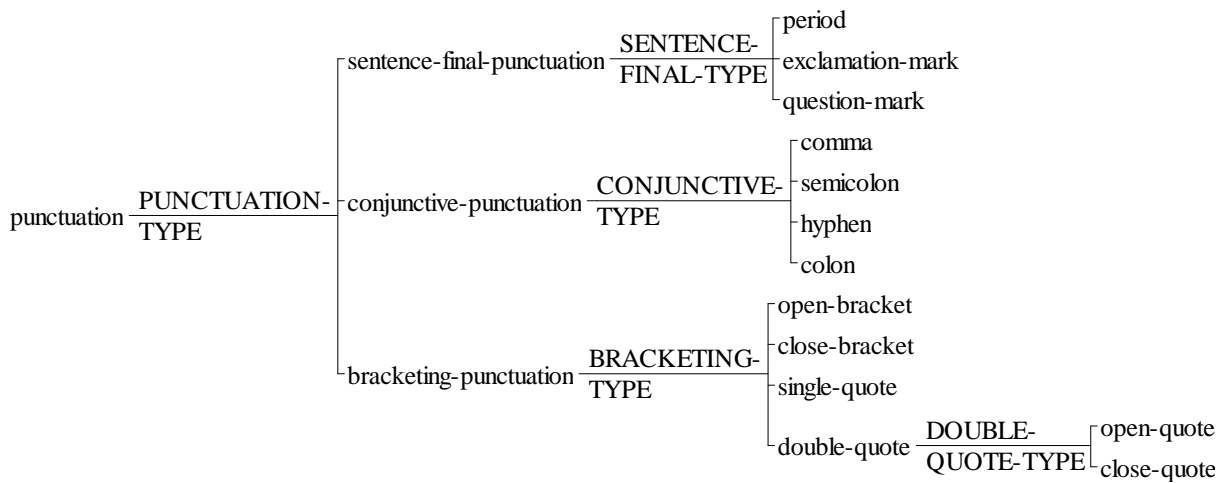 punctuation
PUNCTUATION-
TYPE
sentence-final-punctuation
SENTENCE-
FINAL-TYPE
period
exclamation-mark
question-mark
conjunctive-punctuation
CONJUNCTIVE-
TYPE
comma
semicolon
hyphen
colon
bracketing-punctuation
BRACKETING-
TYPE
open-bracket
close-bracket
single-quote
double-quote
DOUBLE-
QUOTE-TYPE
open-quote
close-quote